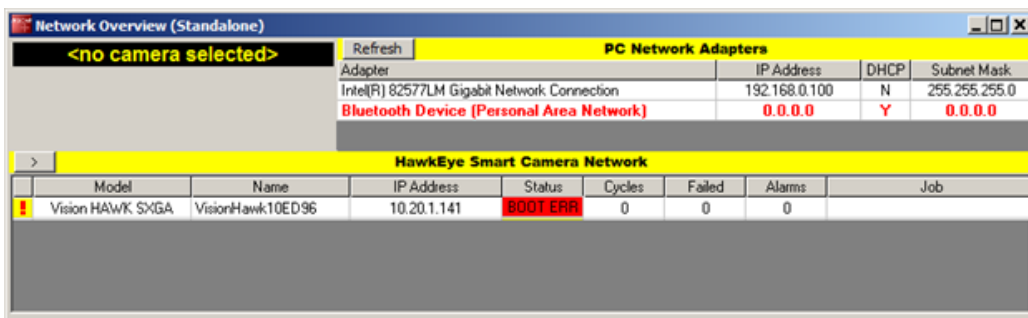 Network Overview (Standalone)
<no camera selected>
Refresh
PC Network Adapters
Adapter IP Address DHCP Subnet Mask
Intel(R) 82577LM Gigabit Network Connection 192.168.0.100 N 255.255.255.0
Bluetooth Device (Personal Area Network) 0.0.0.0 Y 0.0.0.0
> HawkEye Smart Camera Network
Model Name IP Address Status Cycles Failed Alarms Job
! Vision HAWK SXGA VisionHawk10ED96 10.20.1.141 BOOT ERR 0 0 0